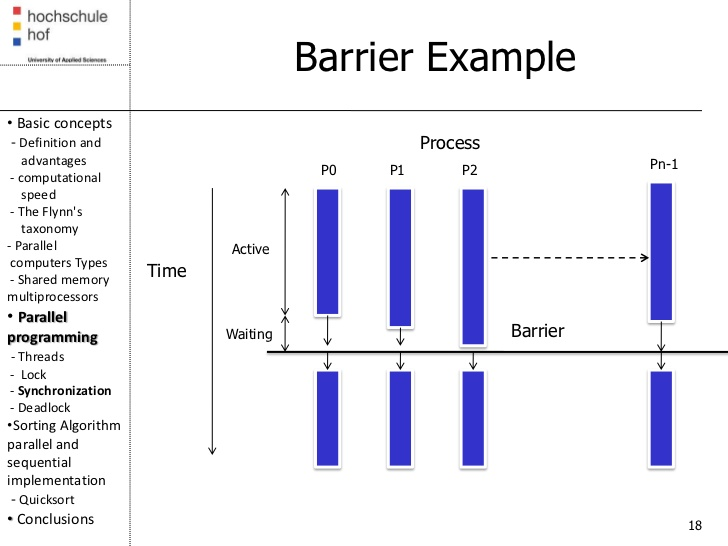 hochschule
hof
University of Applied Sciences
Barrier Example
• Basic concepts
- Definition and
advantages
- computational
speed
- The Flynn's
taxonomy
- Parallel
computers Types
- Shared memory
multiprocessors
• Parallel
programming
- Threads
- Lock
- Synchronization
- Deadlock
•Sorting Algorithm
parallel and
sequential
implementation
- Quicksort
• Conclusions
Process
P0 P1 P2 Pn-1
Active
Time
Waiting
Barrier
18